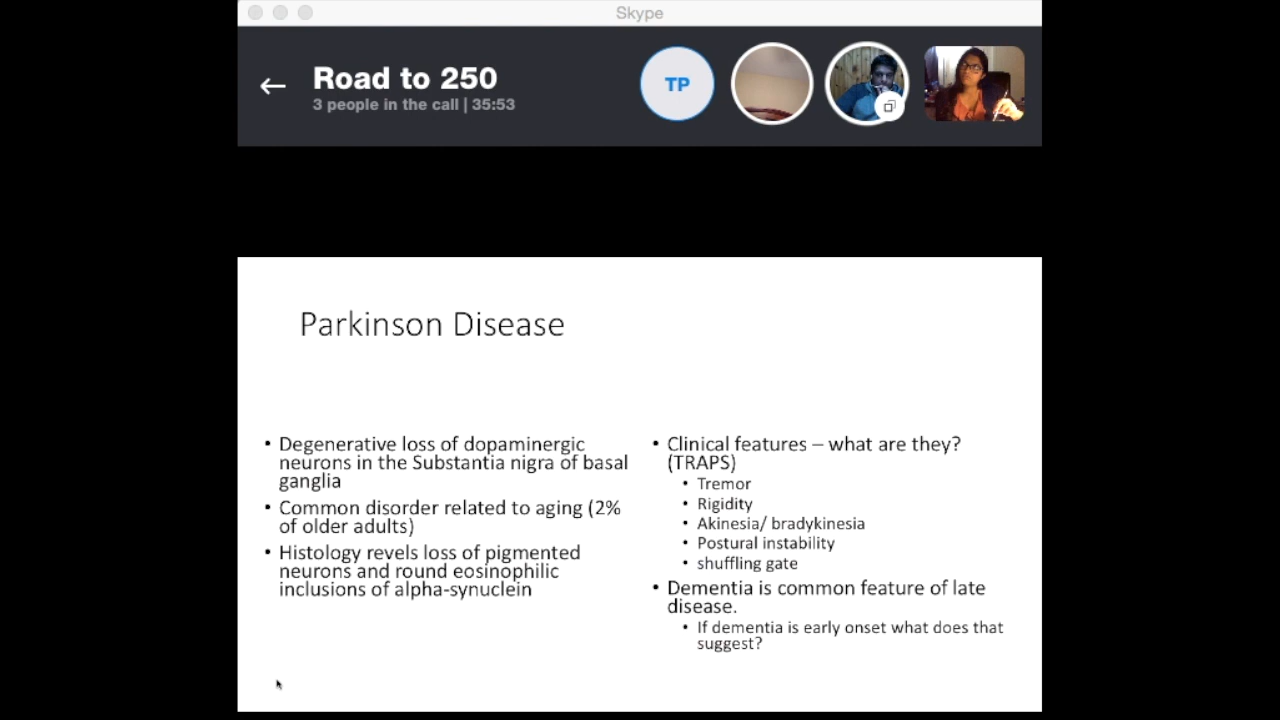 Skype
Road to 250
3 people in the call | 35:53
TP
Parkinson Disease
• Degenerative loss of dopaminergic
neurons in the Substantia nigra of basal
ganglia
• Common disorder related to aging (2%
of older adults)
• Histology revels loss of pigmented
neurons and round eosinophilic
inclusions of alpha-synuclein
• Clinical features – what are they?
(TRAPS)
• Tremor
• Rigidity
• Akinesia/ bradykinesia
• Postural instability
• shuffling gate
• Dementia is common feature of late
disease.
• If dementia is early onset what does that
suggest?